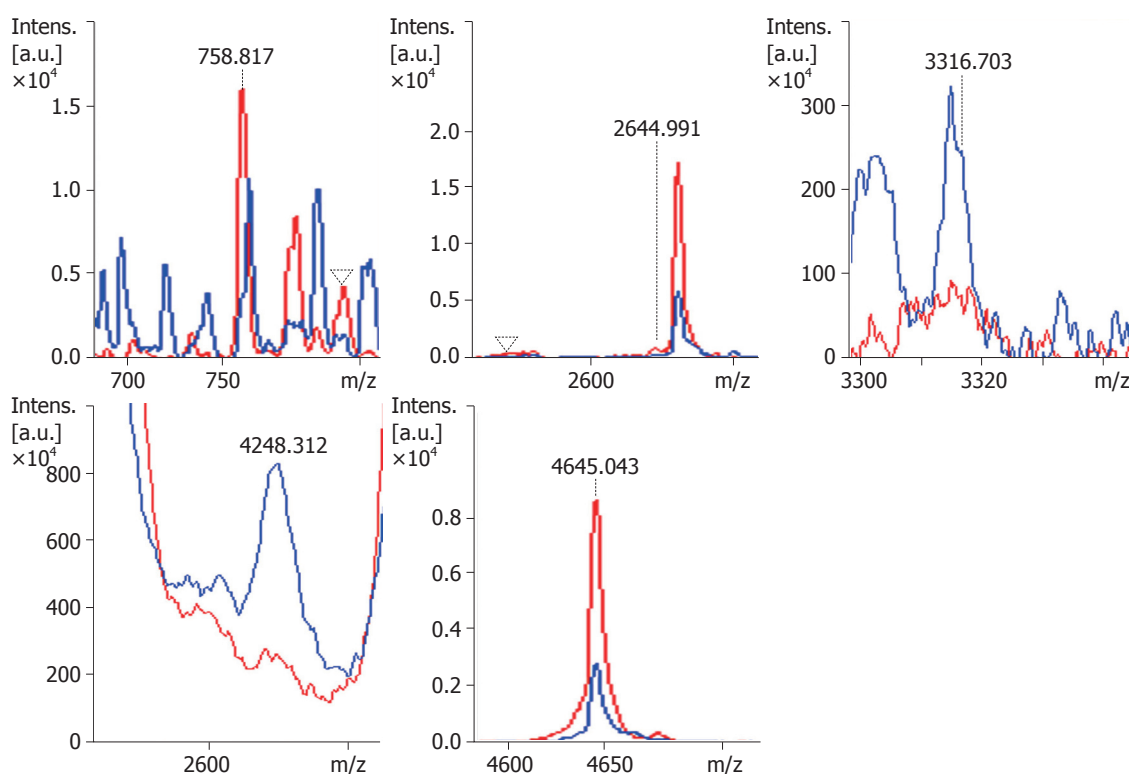 Intens.
[a.u.]
×10⁴
758.817
1.5
1.0
0.5
0.0
700
750
m/z
Intens.
[a.u.]
×10⁴
2644.991
2.0
1.5
1.0
0.5
0.0
2600
m/z
Intens.
[a.u.]
×10⁴
3316.703
300
200
100
0
3300
3320
m/z
Intens.
[a.u.]
×10⁴
4248.312
800
600
400
200
0
2600
m/z
Intens.
[a.u.]
×10⁴
4645.043
0.8
0.6
0.4
0.2
0.0
4600
4650
m/z